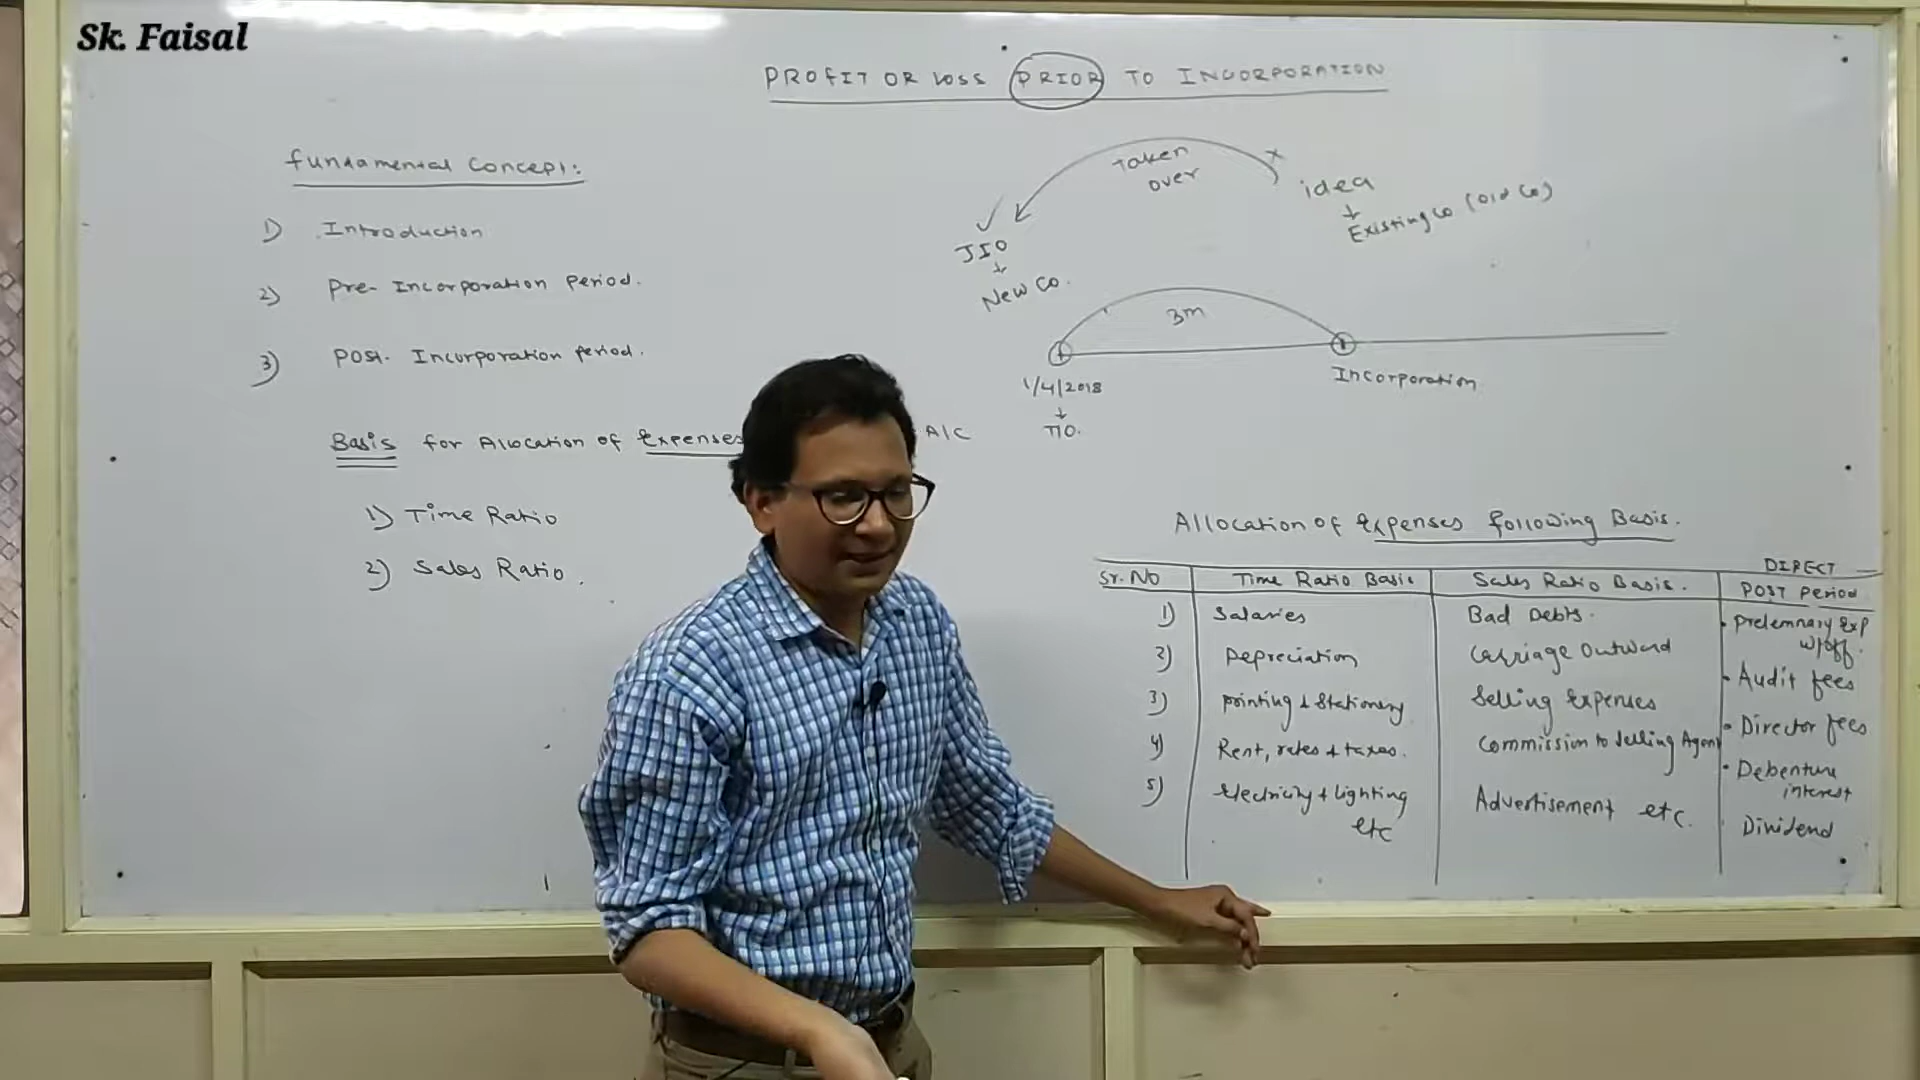 Sk. Faisal
PROFIT OR LOSS PRIOR TO INCORPORATION
Fundamental Concept:
1) Introduction
2) Pre- Incorporation Period.
3) Post- Incorporation Period.
Basis for Allocation of Expenses
A/C
1) Time Ratio
2) Sales Ratio.
Taken
over
idea
Existing Co (Old Co)
JIO
New Co.
3m
1/4/2018
T/O.
Incorporation
Allocation of Expenses following Basis.
Sr. No Time Ratio Basis Sales Ratio Basis. DIRECT
POST Period
1) Salaries Bad Debts. Prelemnary Exp
w/off.
2) Depreciation Carriage Outward Audit fees
3) Printing & Stationery Selling Expenses Director fees
4) Rent, rates & taxes. Commission to Selling Agent Debenture
interest
5) Electricity & Lighting Advertisement etc. Dividend
etc